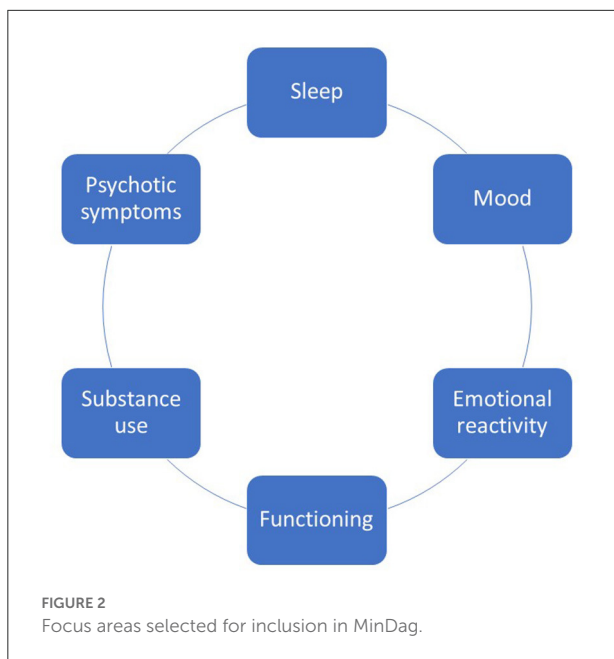 Sleep
Mood
Emotional
reactivity
Functioning
Substance
use
Psychotic
symptoms
FIGURE 2
Focus areas selected for inclusion in MinDag.